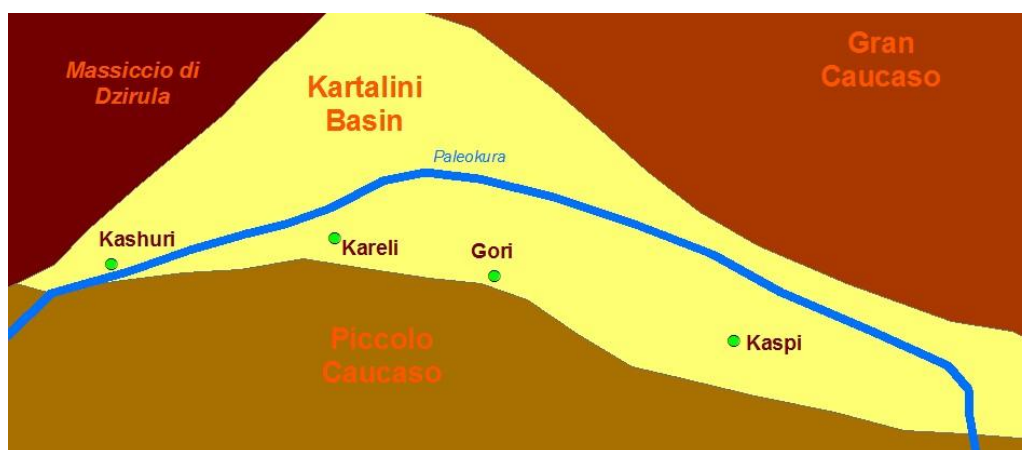 Massiccio di
Dzirula
Gran
Caucaso
Kartalini
Basin
Paleokura
Kashuri
Kareli
Gori
Piccolo
Caucaso
Kaspi